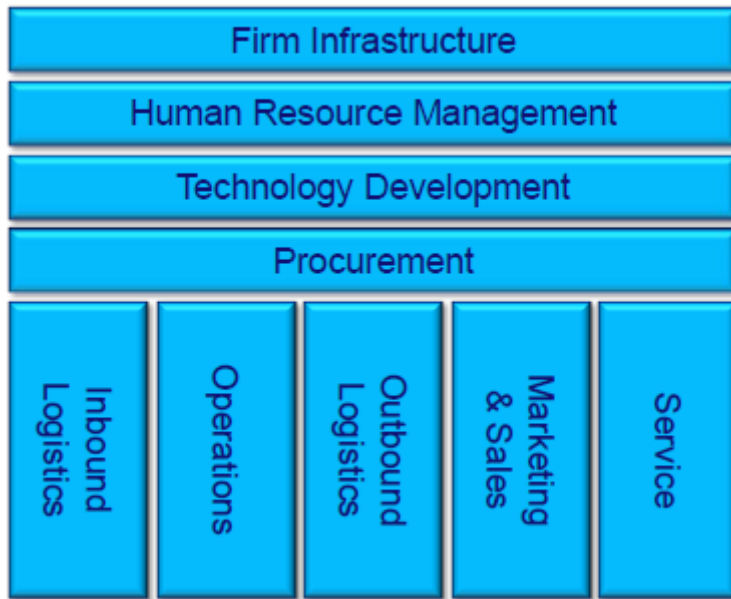 Firm Infrastructure
Human Resource Management
Technology Development
Procurement
Inbound
Logistics
Operations
Outbound
Logistics
Marketing
& Sales
Service